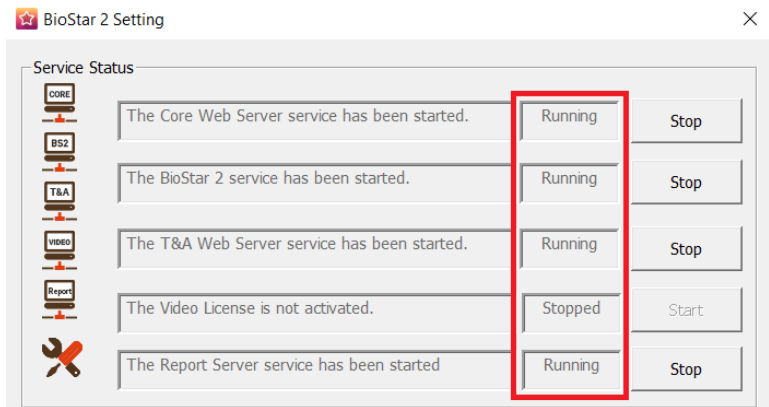 BioStar 2 Setting
Service Status
CORE
The Core Web Server service has been started. Running Stop
BS2
The BioStar 2 service has been started. Running Stop
T&A
The T&A Web Server service has been started. Running Stop
VIDEO
Report
The Video License is not activated. Stopped Start
The Report Server service has been started Running Stop